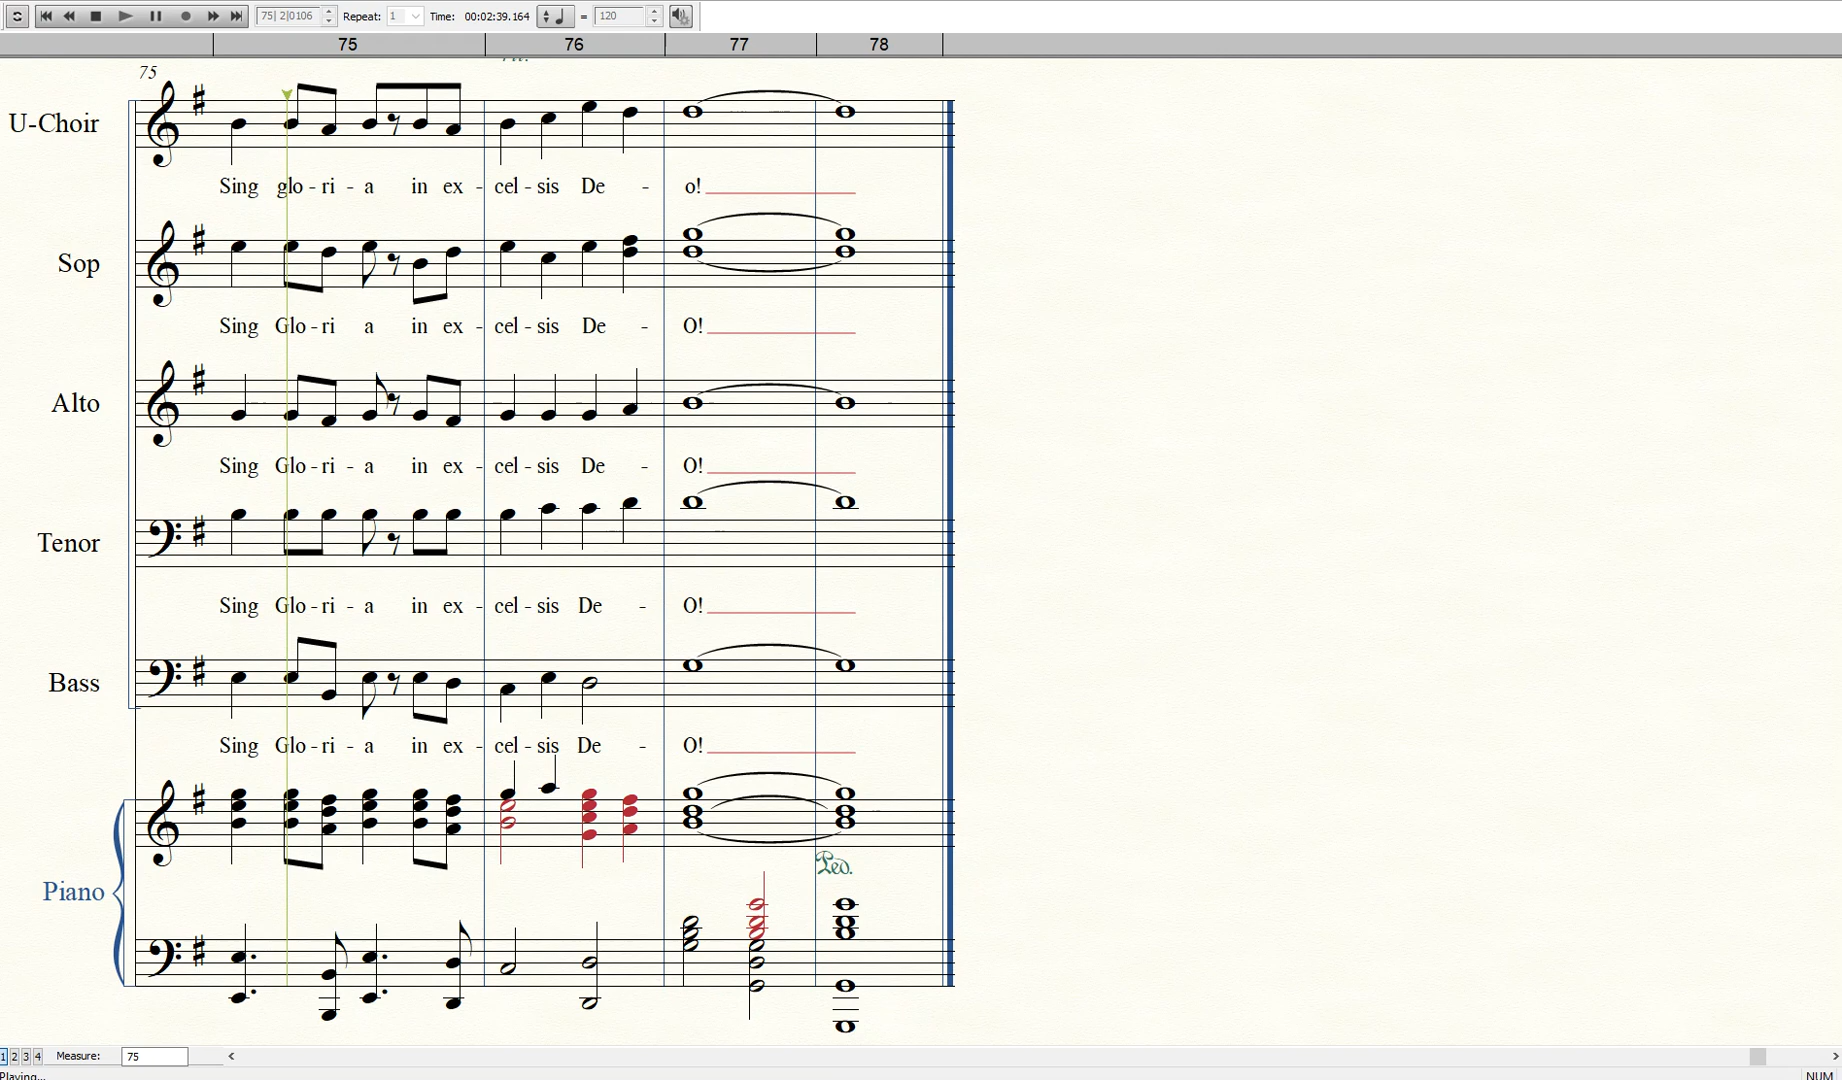 75| 2|0106 Repeat: 1 Time: 00:02:39.164 = 120
75 76 77 78
75
U-Choir
Sing glo - ri - a in ex - cel - sis De - o!
Sop
Sing Glo - ri a in ex - cel - sis De - O!
Alto
Sing Glo - ri - a in ex - cel - sis De - O!
Tenor
Sing Glo - ri - a in ex - cel - sis De - O!
Bass
Sing Glo - ri - a in ex - cel - sis De - O!
Piano
Ped.
1 2 3 4 Measure: 75
Playing... NUM